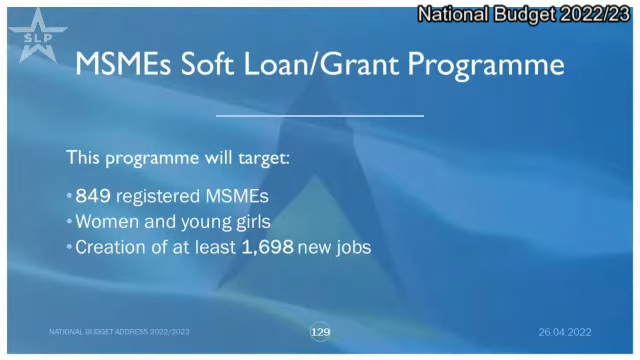 National Budget 2022/23
SLP
MSMEs Soft Loan/Grant Programme
This programme will target:
•849 registered MSMEs
•Women and young girls
•Creation of at least 1,698 new jobs
NATIONAL BUDGET ADDRESS 2022/2023
129
26.04.2022